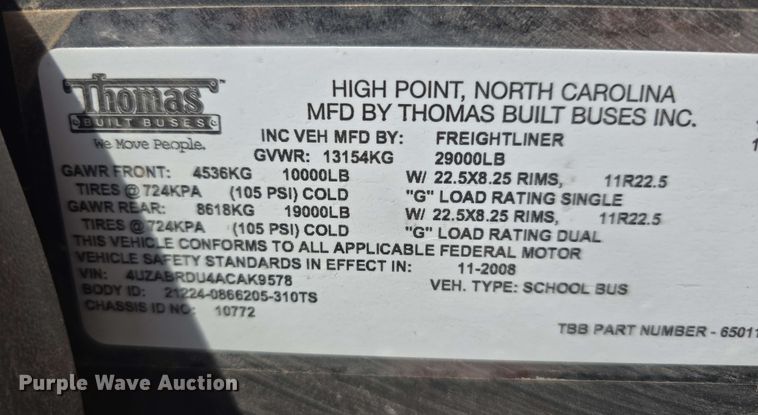 Thomas
BUILT BUSES
We Move People.
HIGH POINT, NORTH CAROLINA
MFD BY THOMAS BUILT BUSES INC.
INC VEH MFD BY: FREIGHTLINER
GVWR: 13154KG 29000LB
GAWR FRONT: 4536KG 10000LB W/ 22.5X8.25 RIMS, 11R22.5
TIRES @ 724KPA (105 PSI) COLD "G" LOAD RATING SINGLE
GAWR REAR: 8618KG 19000LB W/ 22.5X8.25 RIMS, 11R22.5
TIRES @ 724KPA (105 PSI) COLD "G" LOAD RATING DUAL
THIS VEHICLE CONFORMS TO ALL APPLICABLE FEDERAL MOTOR
VEHICLE SAFETY STANDARDS IN EFFECT IN: 11-2008
VIN: 4UZABRDU4ACAK9578
VEH. TYPE: SCHOOL BUS
BODY ID: 21224-0866205-310TS
CHASSIS ID NO: 10772
TBB PART NUMBER - 65011
Purple Wave Auction